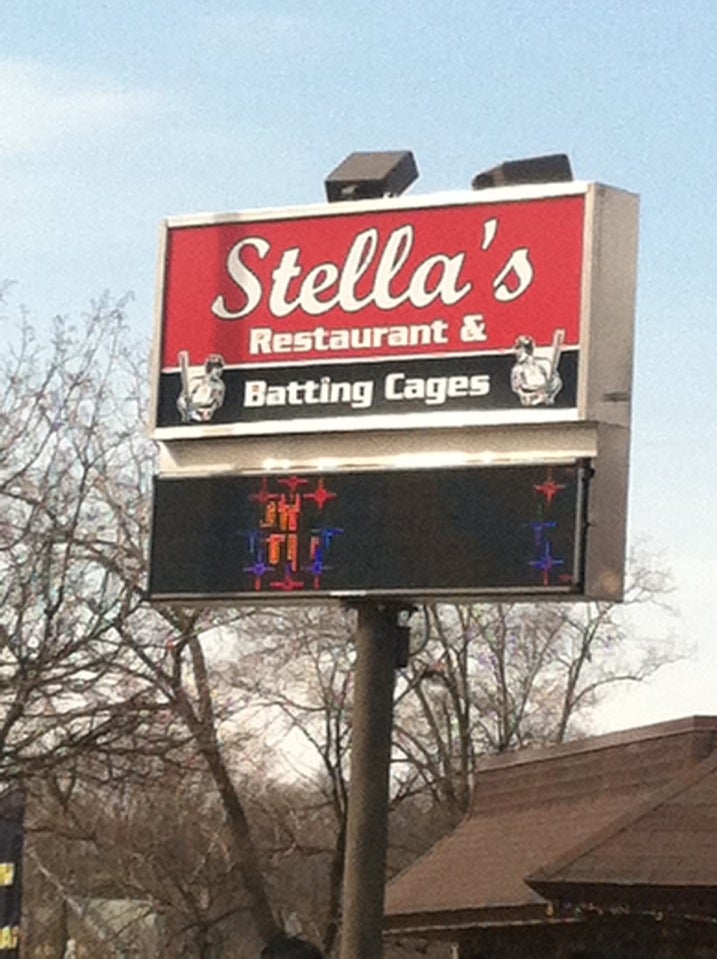 Stella's
Restaurant &
Batting Cages